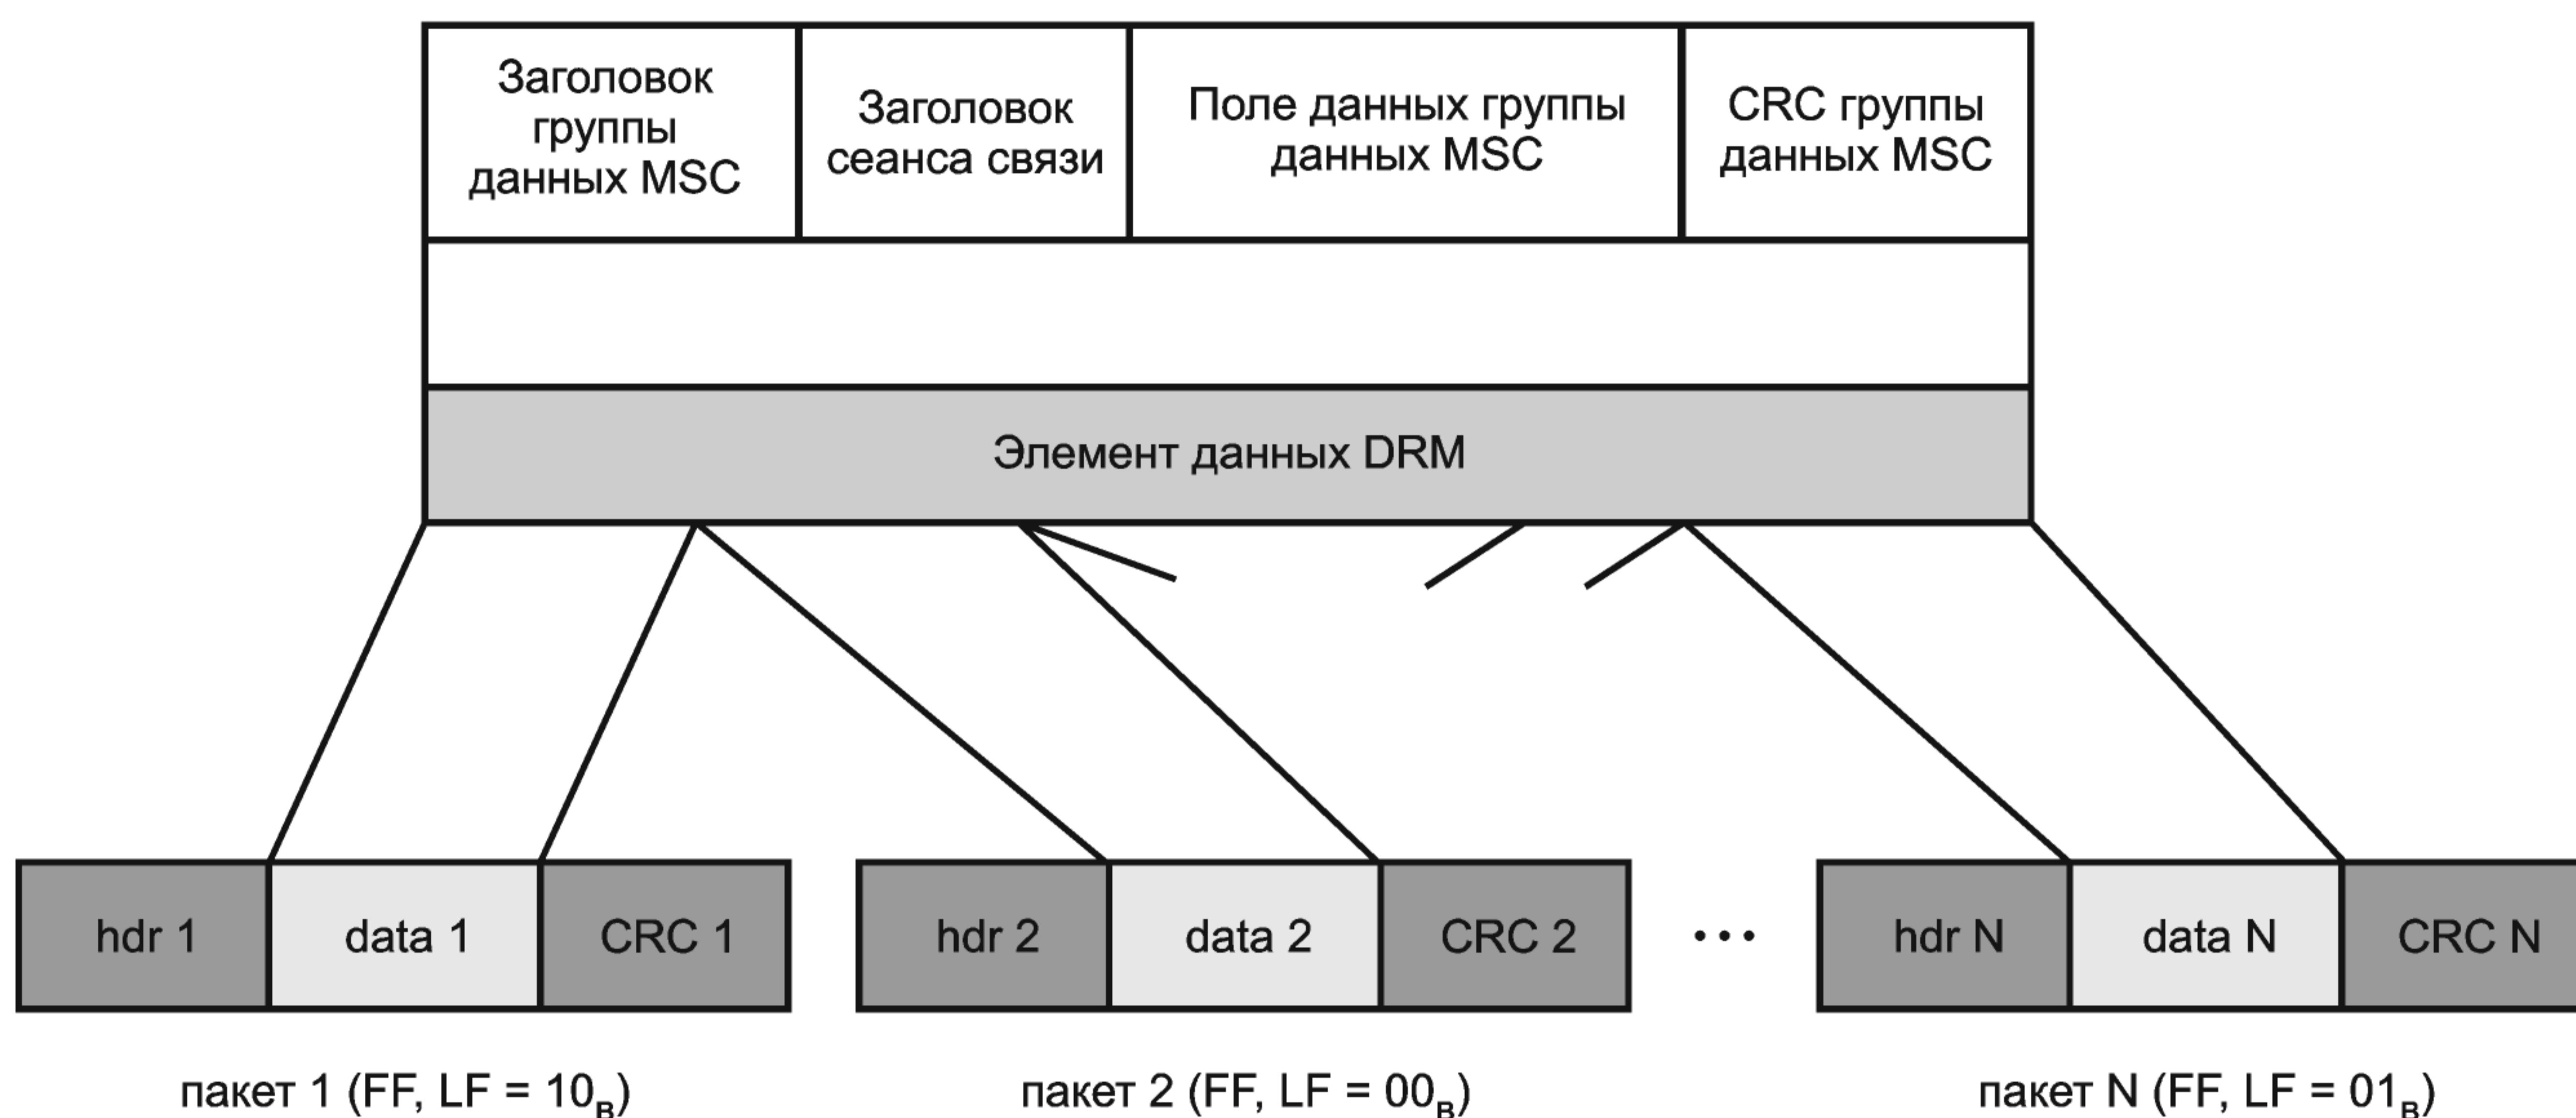 Заголовок
группы
данных MSC
Заголовок
сеанса связи
Поле данных группы
данных MSC
CRC группы
данных MSC
Элемент данных DRM
hdr 1
data 1
CRC 1
hdr 2
data 2
CRC 2
...
hdr N
data N
CRC N
пакет 1 (FF, LF = 10в)
пакет 2 (FF, LF = 00в)
пакет N (FF, LF = 01в)